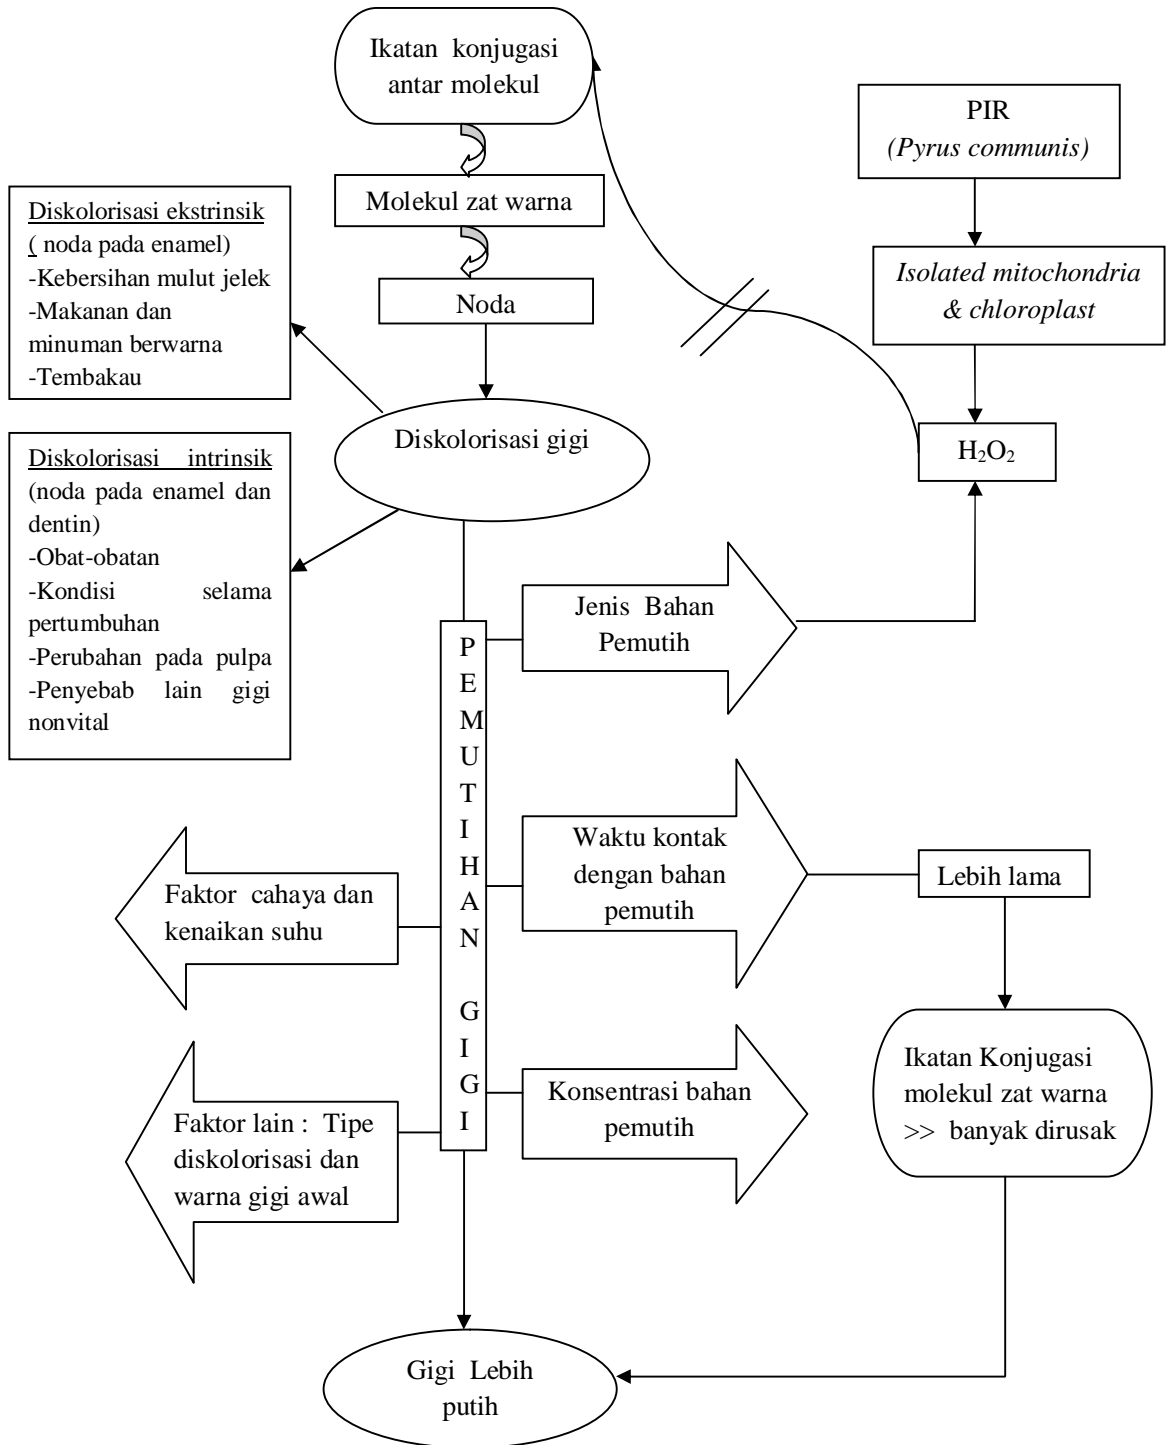 Ikatan konjugasi
antar molekul
PIR
(Pyrus communis)
Molekul zat warna
Diskolorisasi ekstrinsik
( noda pada enamel)
-Kebersihan mulut jelek
-Makanan dan
minuman berwarna
-Tembakau
Isolated mitochondria
& chloroplast
Noda
Diskolorisasi gigi
H₂O₂
Diskolorisasi intrinsik
(noda pada enamel dan
dentin)
-Obat-obatan
-Kondisi selama
pertumbuhan
-Perubahan pada pulpa
-Penyebab lain gigi
nonvital
Jenis Bahan
Pemutih
P
E
M
U
T
I
H
A
N
G
I
G
I
Waktu kontak
dengan bahan
pemutih
Lebih lama
Faktor cahaya dan
kenaikan suhu
Konsentrasi bahan
pemutih
Ikatan Konjugasi
molekul zat warna
>> banyak dirusak
Faktor lain : Tipe
diskolorisasi dan
warna gigi awal
Gigi Lebih
putih